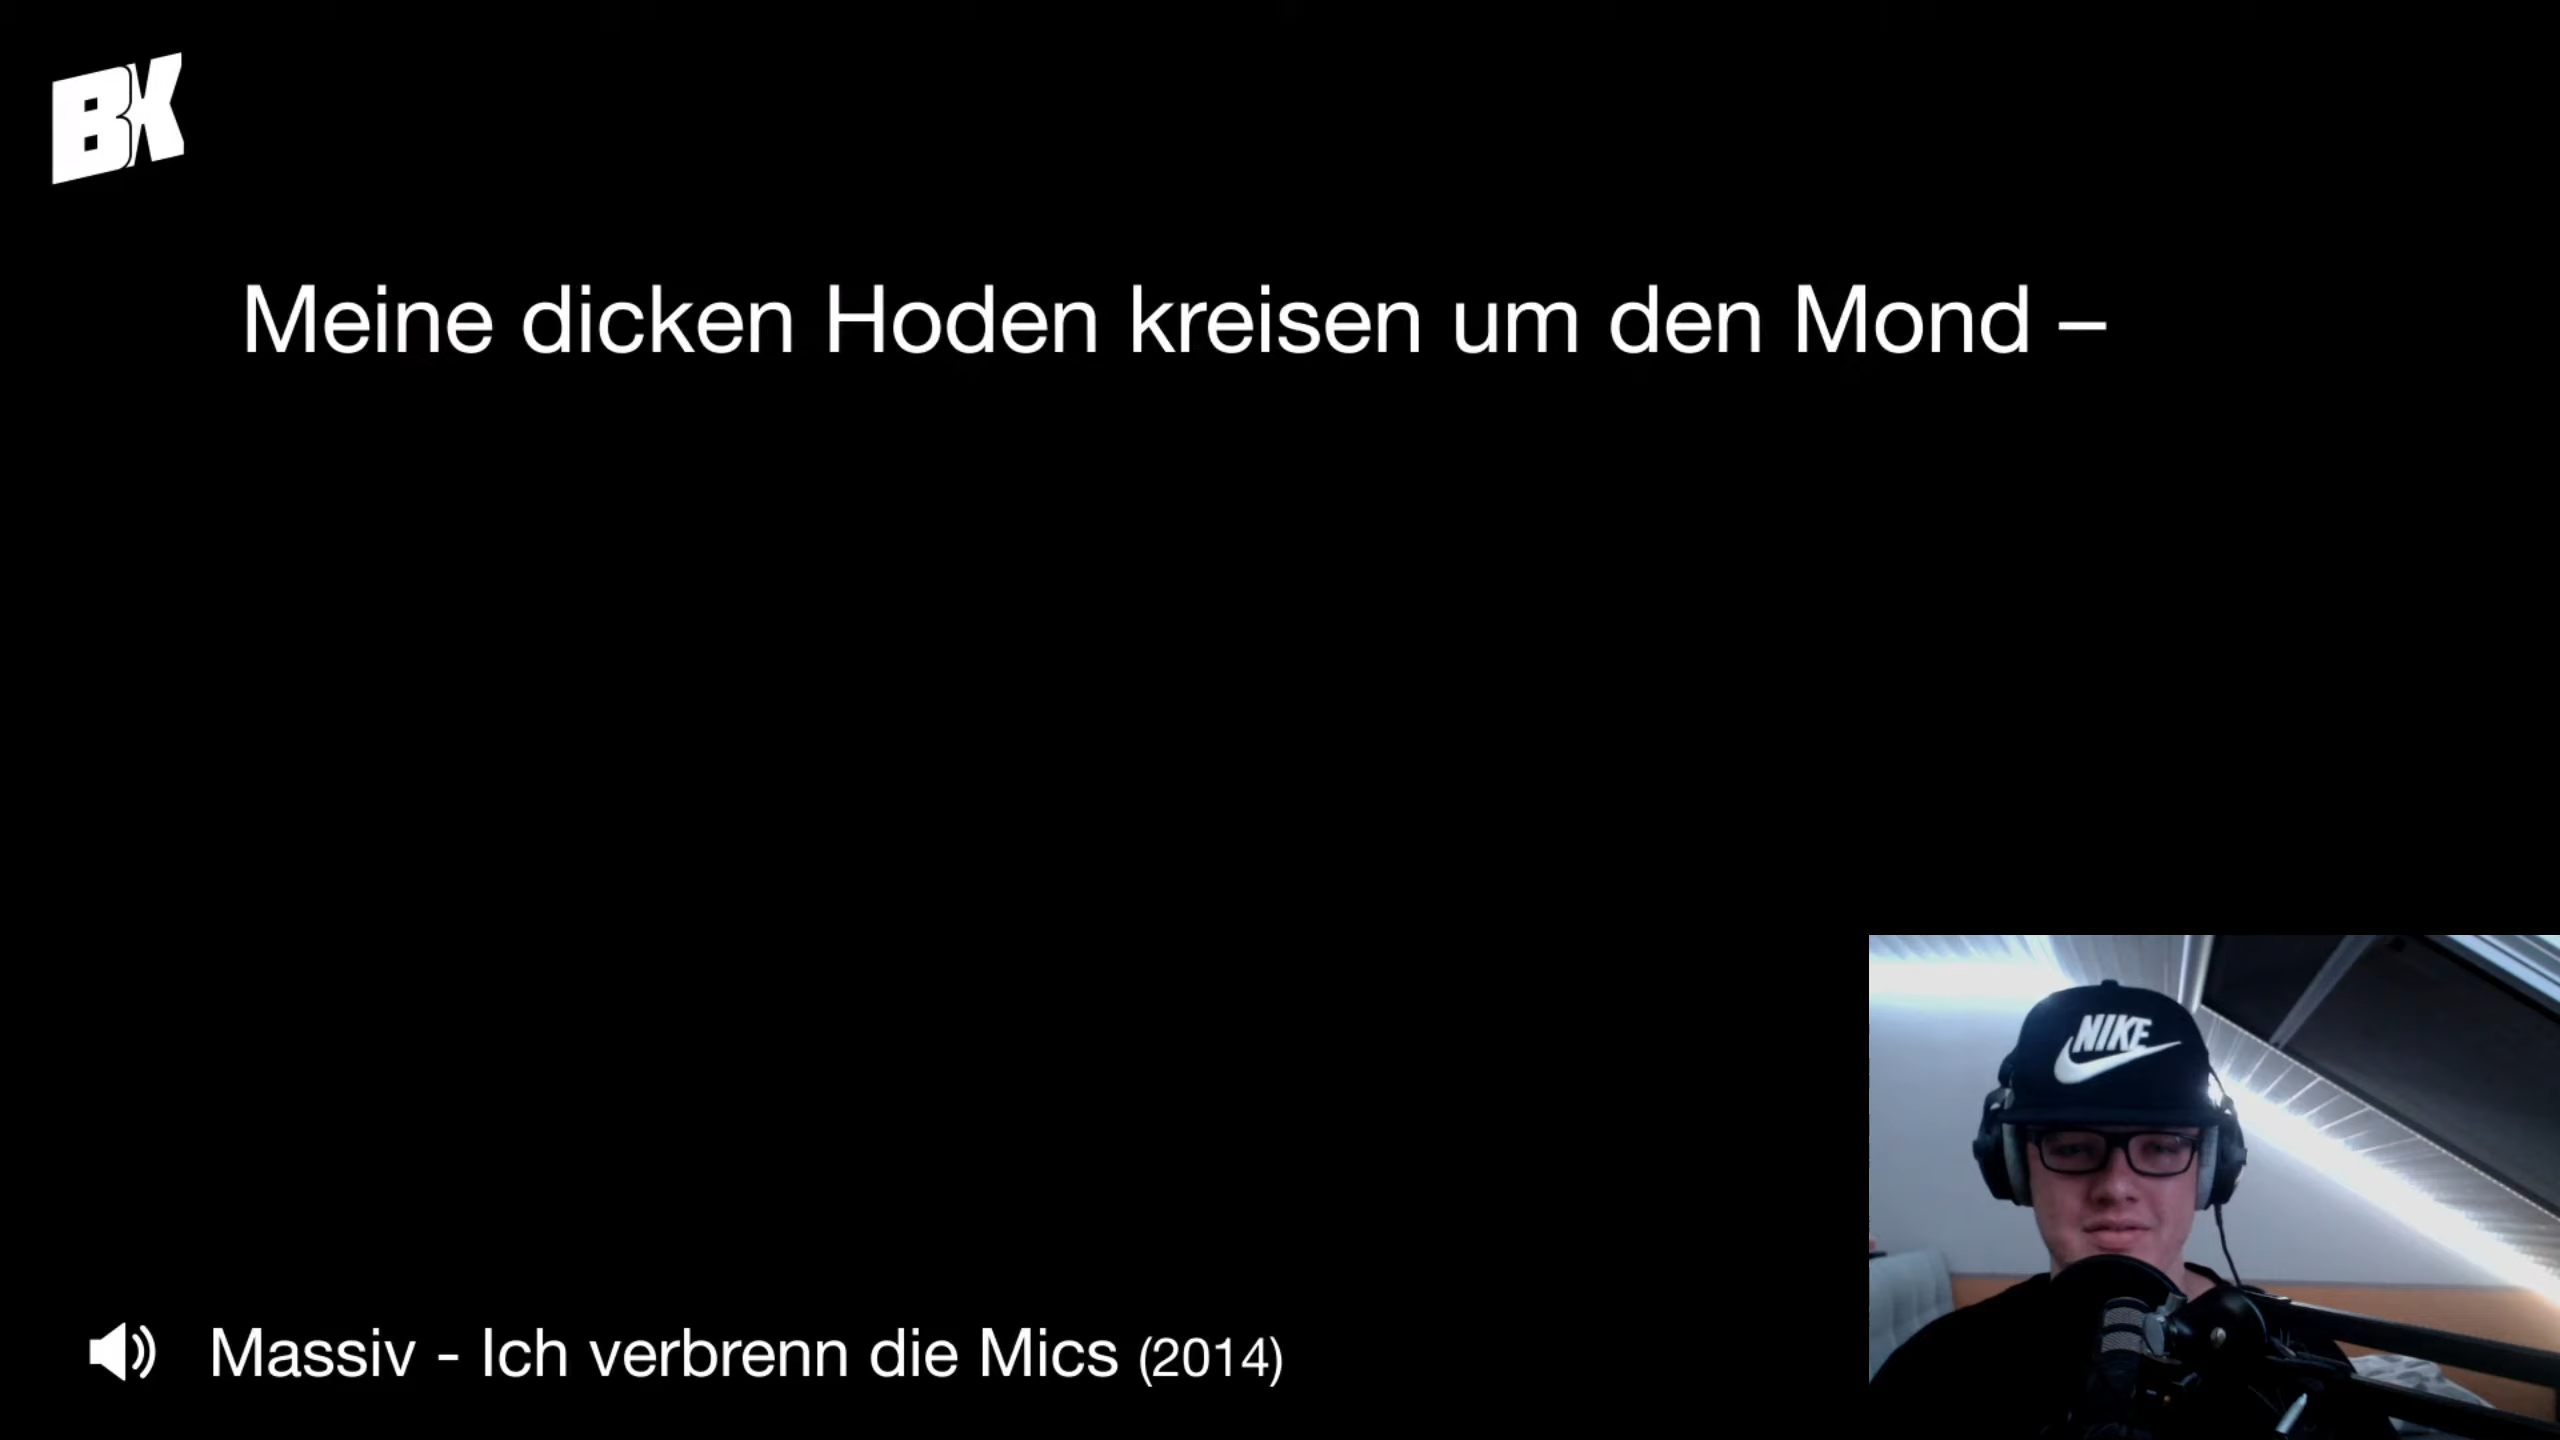 BK
Meine dicken Hoden kreisen um den Mond –
NIKE
Massiv - Ich verbrenn die Mics (2014)